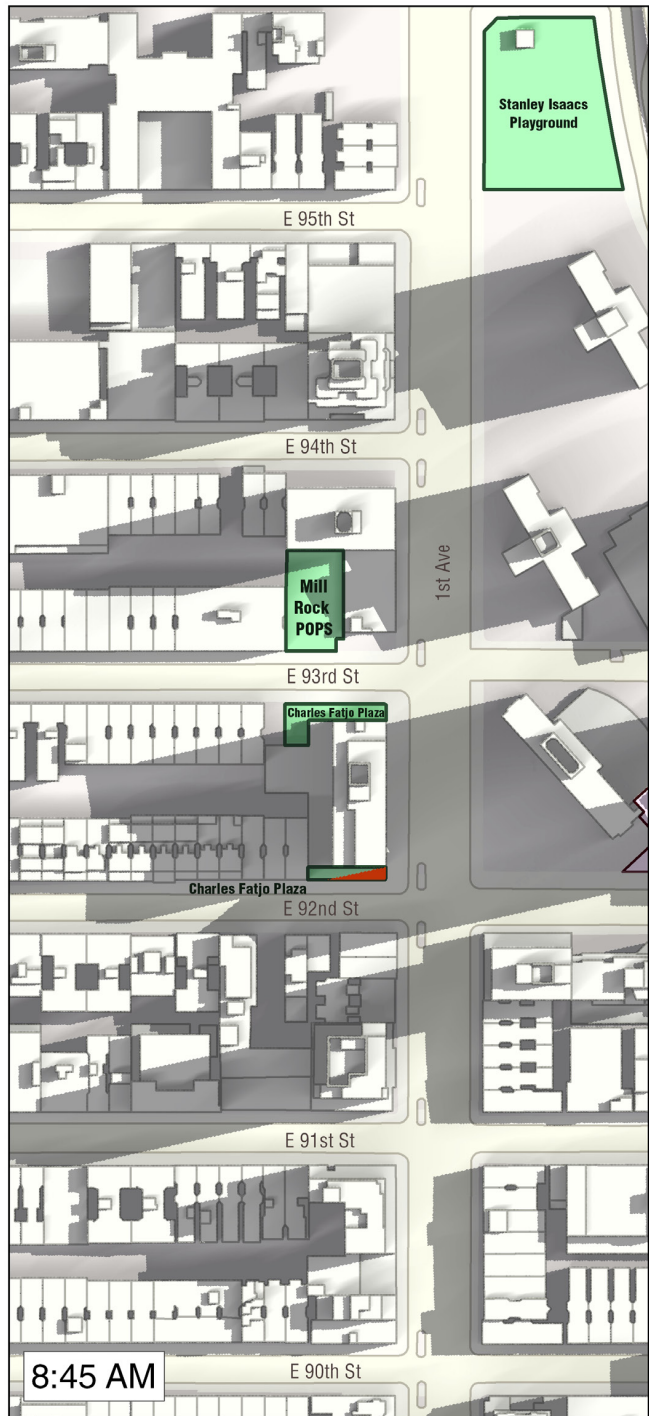 Stanley Isaacs
Playground
E 95th St
E 94th St
1st Ave
Mill
Rock
POPS
E 93rd St
Charles Fatjo Plaza
Charles Fatjo Plaza
E 92nd St
E 91st St
E 90th St
8:45 AM